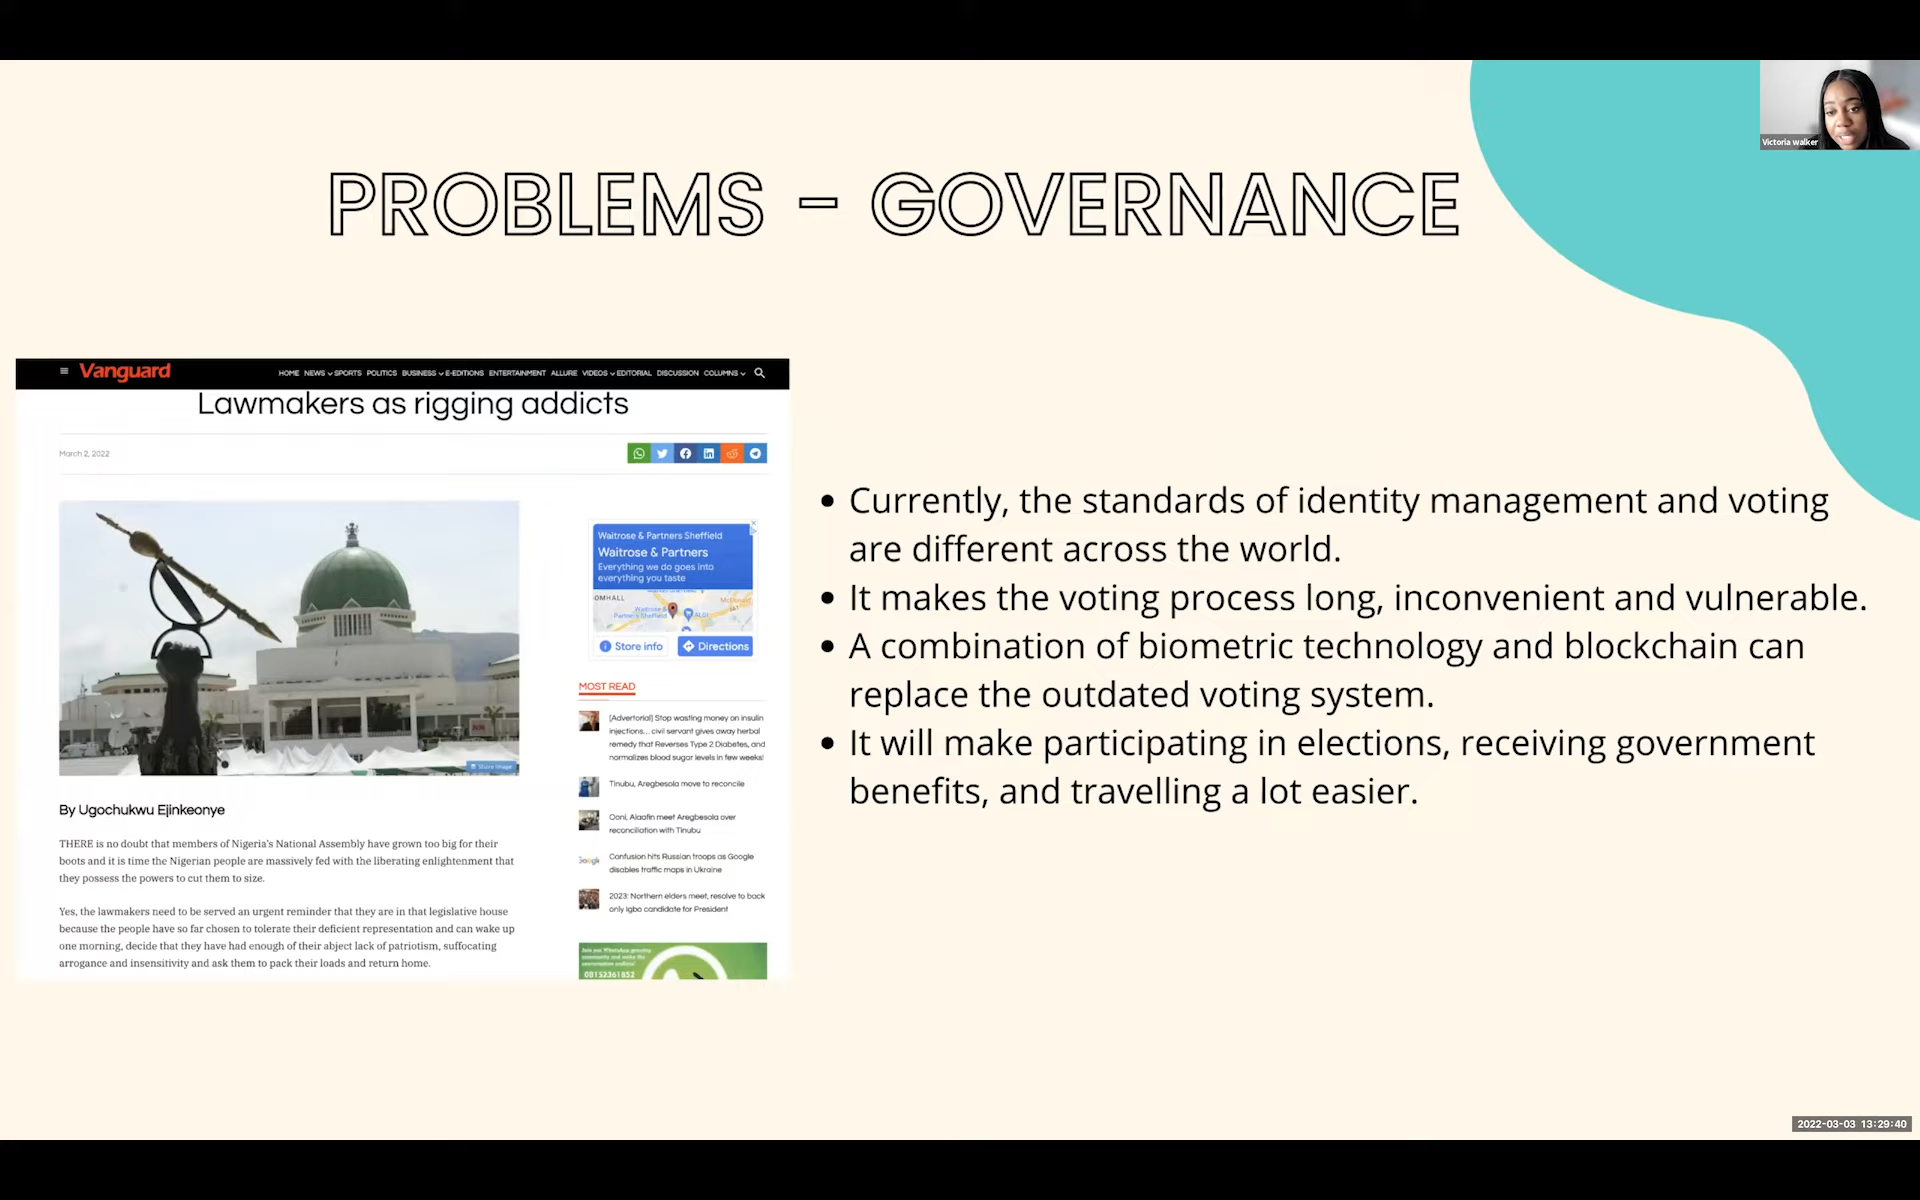 Victoria walker
PROBLEMS - GOVERNANCE
Vanguard
HOME NEWS SPORTS POLITICS BUSINESS E-EDITIONS ENTERTAINMENT ALLURE VIDEOS EDITORIAL DISCUSSION COLUMNS
Lawmakers as rigging addicts
March 2, 2022
Share Image
By Ugochukwu Ejinkeonye
THERE is no doubt that members of Nigeria's National Assembly have grown too big for their
boots and it is time the Nigerian people are massively fed with the liberating enlightenment that
they possess the powers to cut them to size.
Yes, the lawmakers need to be served an urgent reminder that they are in that legislative house
because the people have so far chosen to tolerate their deficient representation and can wake up
one morning, decide that they have had enough of their abject lack of patriotism, suffocating
arrogance and insensitivity and ask them to pack their loads and return home.
Waitrose & Partners Sheffield
Waitrose & Partners
Everything we do goes into
everything you taste
OMHALL
McDonald
Waitrose &
Partners Sheffield
ALDI
Store info
Directions
MOST READ
[Advertorial] Stop wasting money on insulin
injections... civil servant gives away herbal
remedy that Reverses Type 2 Diabetes, and
normalizes blood sugar levels in few weeks!
Tinubu, Aregbesola move to reconcile
Ooni, Alaafin meet Aregbesola over
reconciliation with Tinubu
Confusion hits Russian troops as Google
disables traffic maps in Ukraine
2023: Northern elders meet, resolve to back
only Igbo candidate for President
Join our WhatsApp
08152361852
• Currently, the standards of identity management and voting
are different across the world.
• It makes the voting process long, inconvenient and vulnerable.
• A combination of biometric technology and blockchain can
replace the outdated voting system.
• It will make participating in elections, receiving government
benefits, and travelling a lot easier.
2022-03-03 13:29:40